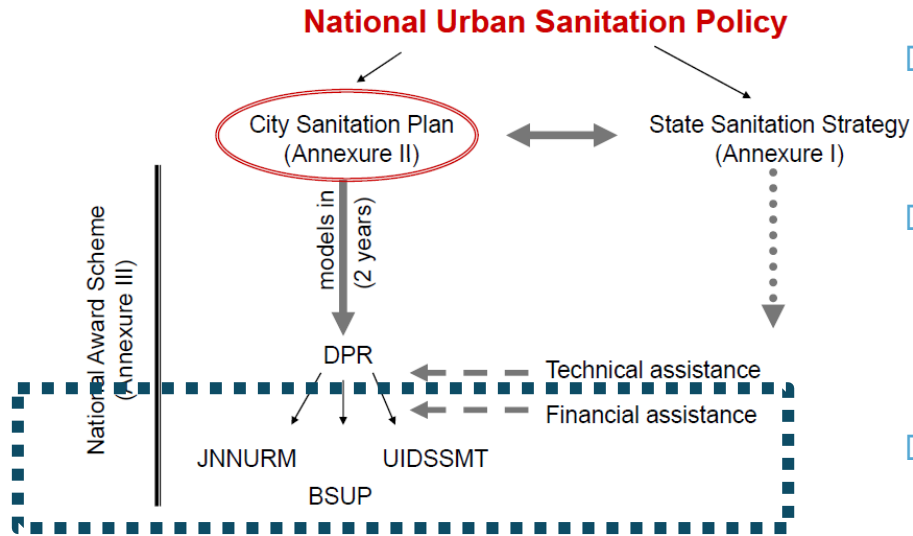 National Urban Sanitation Policy
City Sanitation Plan
(Annexure II)
State Sanitation Strategy
(Annexure I)
National Award Scheme
(Annexure III)
models in
(2 years)
DPR
Technical assistance
Financial assistance
JNNURM
UIDSSMT
BSUP